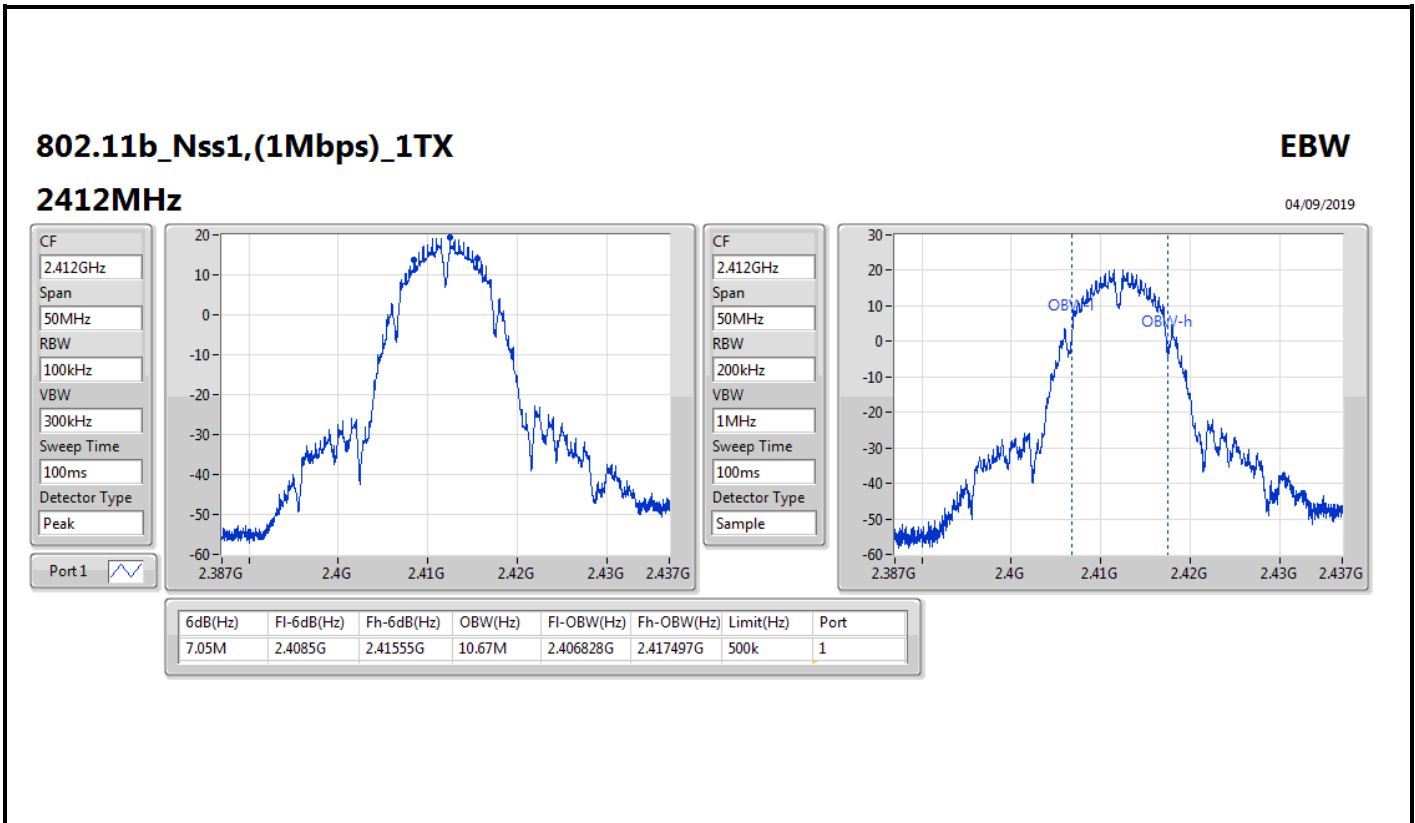 802.11b_Nss1,(1Mbps)_1TX
EBW
2412MHz
04/09/2019
CF
2.412GHz
Span
50MHz
RBW
100kHz
VBW
300kHz
Sweep Time
100ms
Detector Type
Peak
Port 1
20
10
0
-10
-20
-30
-40
-50
-60
2.387G
2.4G
2.41G
2.42G
2.43G
2.437G
CF
2.412GHz
Span
50MHz
RBW
200kHz
VBW
1MHz
Sweep Time
100ms
Detector Type
Sample
30
20
10
0
-10
-20
-30
-40
-50
-60
OBW-l
OBW-h
2.387G
2.4G
2.41G
2.42G
2.43G
2.437G
6dB(Hz) Fl-6dB(Hz) Fh-6dB(Hz) OBW(Hz) Fl-OBW(Hz) Fh-OBW(Hz) Limit(Hz) Port
7.05M 2.4085G 2.41555G 10.67M 2.406828G 2.417497G 500k 1